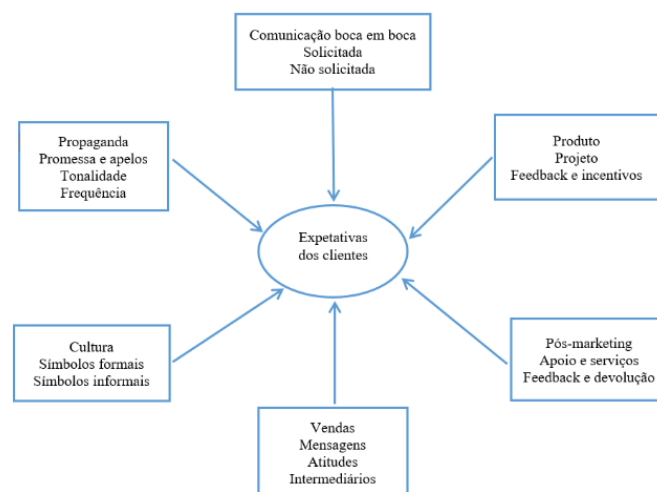 Comunicação boca em boca
Solicitada
Não solicitada
Propaganda
Promessa e apelos
Tonalidade
Frequência
Produto
Projeto
Feedback e incentivos
Expetativas
dos clientes
Cultura
Símbolos formais
Símbolos informais
Pós-marketing
Apoio e serviços
Feedback e devolução
Vendas
Mensagens
Atitudes
Intermediários